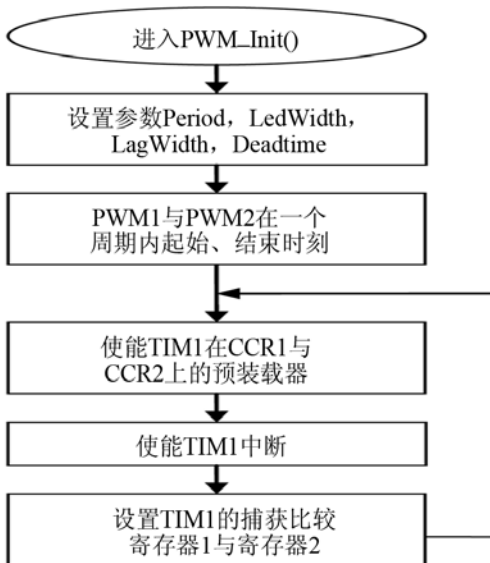 进入PWM_Init()
设置参数Period，LedWidth，
LagWidth，Deadtime
PWM1与PWM2在一个
周期内起始、结束时刻
使能TIM1在CCR1与
CCR2上的预装载器
使能TIM1中断
设置TIM1的捕获比较
寄存器1与寄存器2